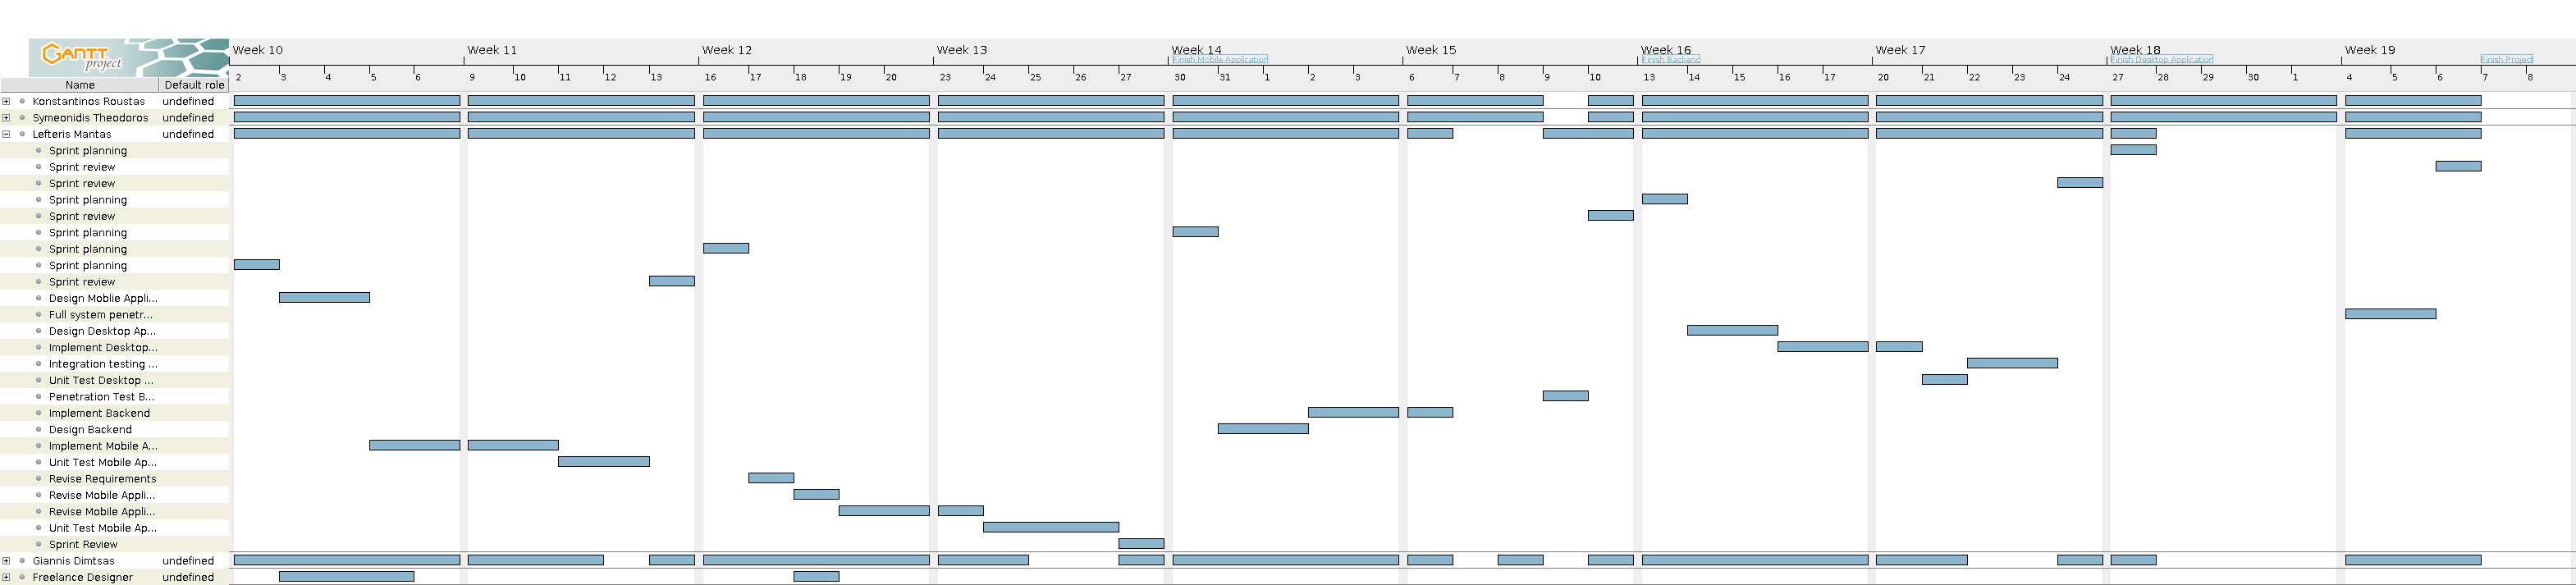 GANTT project
Week 10 Week 11 Week 12 Week 13 Week 14 Week 15 Week 16 Week 17 Week 18 Week 19
Finish Mobile Application Finish Backend Finish Desktop Application Finish Project
2 3 4 5 6 9 10 11 12 13 16 17 18 19 20 23 24 25 26 27 30 31 1 2 3 6 7 8 9 10 13 14 15 16 17 20 21 22 23 24 27 28 29 30 1 4 5 6 7 8
Name Default role
Konstantinos Roustas undefined
Symeonidis Theodoros undefined
Lefteris Mantas undefined
Sprint planning
Sprint review
Sprint review
Sprint planning
Sprint review
Sprint planning
Sprint planning
Sprint planning
Sprint review
Design Moblie Appli...
Full system penetr...
Design Desktop Ap...
Implement Desktop...
Integration testing ...
Unit Test Desktop ...
Penetration Test B...
Implement Backend
Design Backend
Implement Mobile A...
Unit Test Mobile Ap...
Revise Requirements
Revise Mobile Appli...
Revise Mobile Appli...
Unit Test Mobile Ap...
Sprint Review
Giannis Dimtsas undefined
Freelance Designer undefined